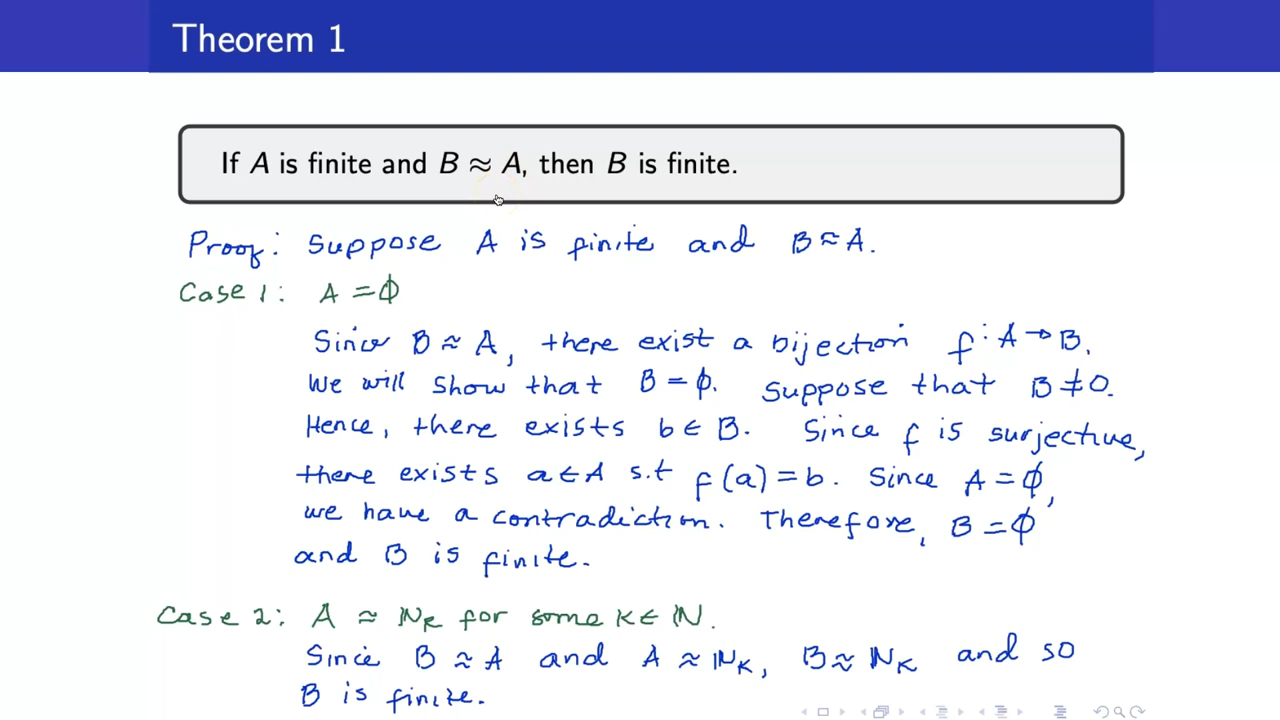 Theorem 1
If A is finite and B ≈ A, then B is finite.
Proof: Suppose A is finite and B ≈ A.
Case 1: A = ϕ
Since B ≈ A, there exist a bijection f: A → B.
We will show that B = ϕ. Suppose that B ≠ 0.
Hence, there exists b ∈ B. Since f is surjective,
there exists a ∈ A s.t f(a) = b. Since A = ϕ,
we have a contradiction. Therefore, B = ϕ
and B is finite.
Case 2: A ≈ ℕₖ for some k ∈ ℕ.
Since B ≈ A and A ≈ ℕₖ, B ≈ ℕₖ and so
B is finite.